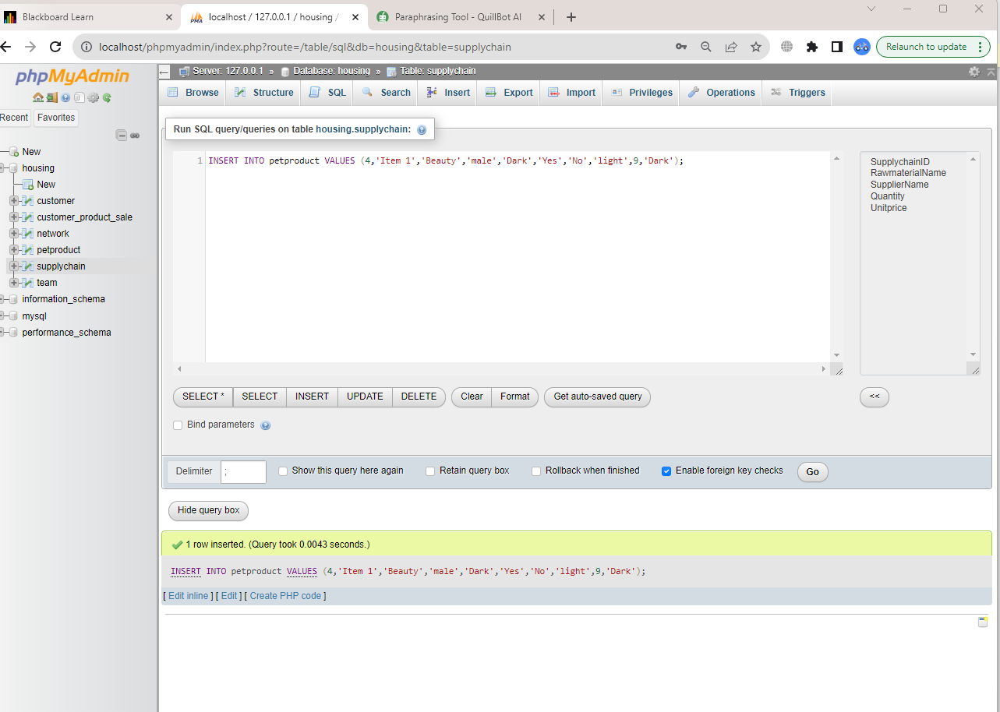 Blackboard Learn
localhost / 127.0.0.1 / housing /
Paraphrasing Tool - QuillBot AI
localhost/phpmyadmin/index.php?route=/table/sql&db=housing&table=supplychain
Relaunch to update
phpMyAdmin
Recent Favorites
New
housing
New
customer
customer_product_sale
network
petproduct
supplychain
team
information_schema
mysql
performance_schema
Server: 127.0.0.1 » Database: housing » Table: supplychain
Browse Structure SQL Search Insert Export Import Privileges Operations Triggers
Run SQL query/queries on table housing.supplychain:
1 INSERT INTO petproduct VALUES (4,'Item 1','Beauty','male','Dark','Yes','No','light',9,'Dark');
SupplychainID
RawmaterialName
SupplierName
Quantity
Unitprice
SELECT * SELECT INSERT UPDATE DELETE Clear Format Get auto-saved query <<
Bind parameters
Delimiter ; Show this query here again Retain query box Rollback when finished Enable foreign key checks Go
Hide query box
1 row inserted. (Query took 0.0043 seconds.)
INSERT INTO petproduct VALUES (4,'Item 1','Beauty','male','Dark','Yes','No','light',9,'Dark');
[ Edit inline ] [ Edit ] [ Create PHP code ]